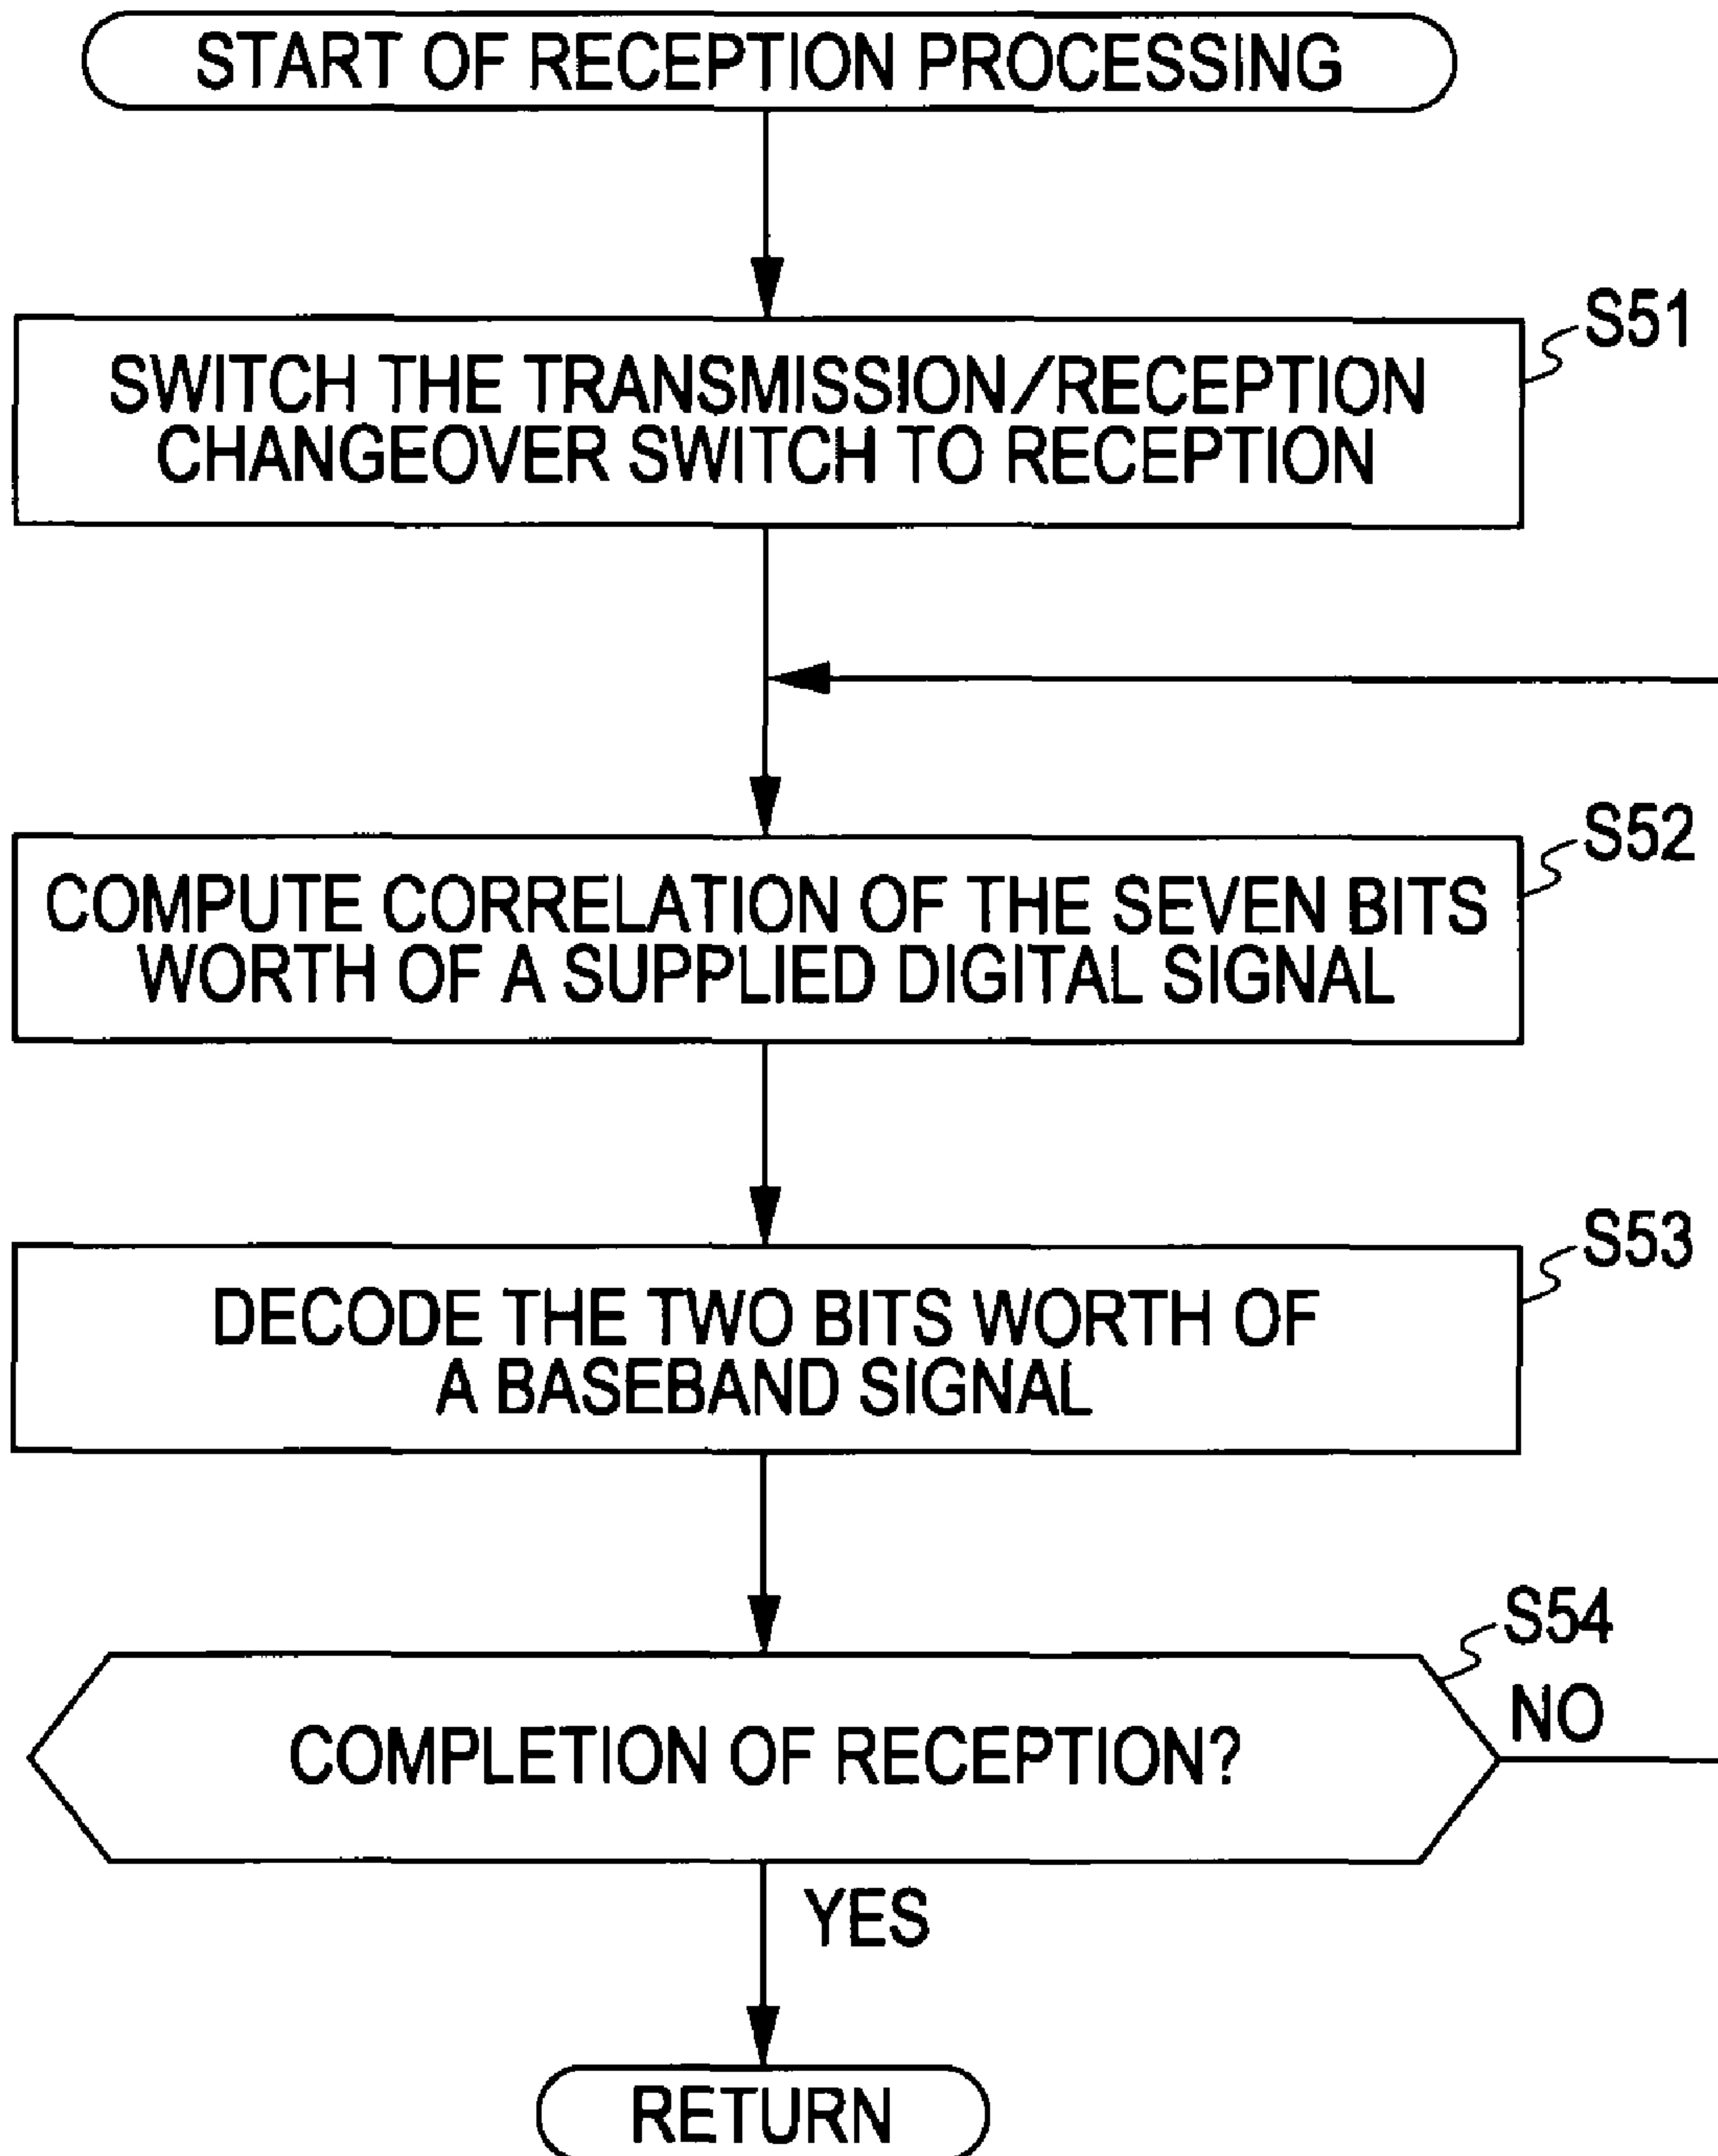 START OF RECEPTION PROCESSING
S51
SWITCH THE TRANSMISSION/RECEPTION
CHANGEOVER SWITCH TO RECEPTION
S52
COMPUTE CORRELATION OF THE SEVEN BITS
WORTH OF A SUPPLIED DIGITAL SIGNAL
S53
DECODE THE TWO BITS WORTH OF
A BASEBAND SIGNAL
S54
NO
COMPLETION OF RECEPTION?
YES
RETURN